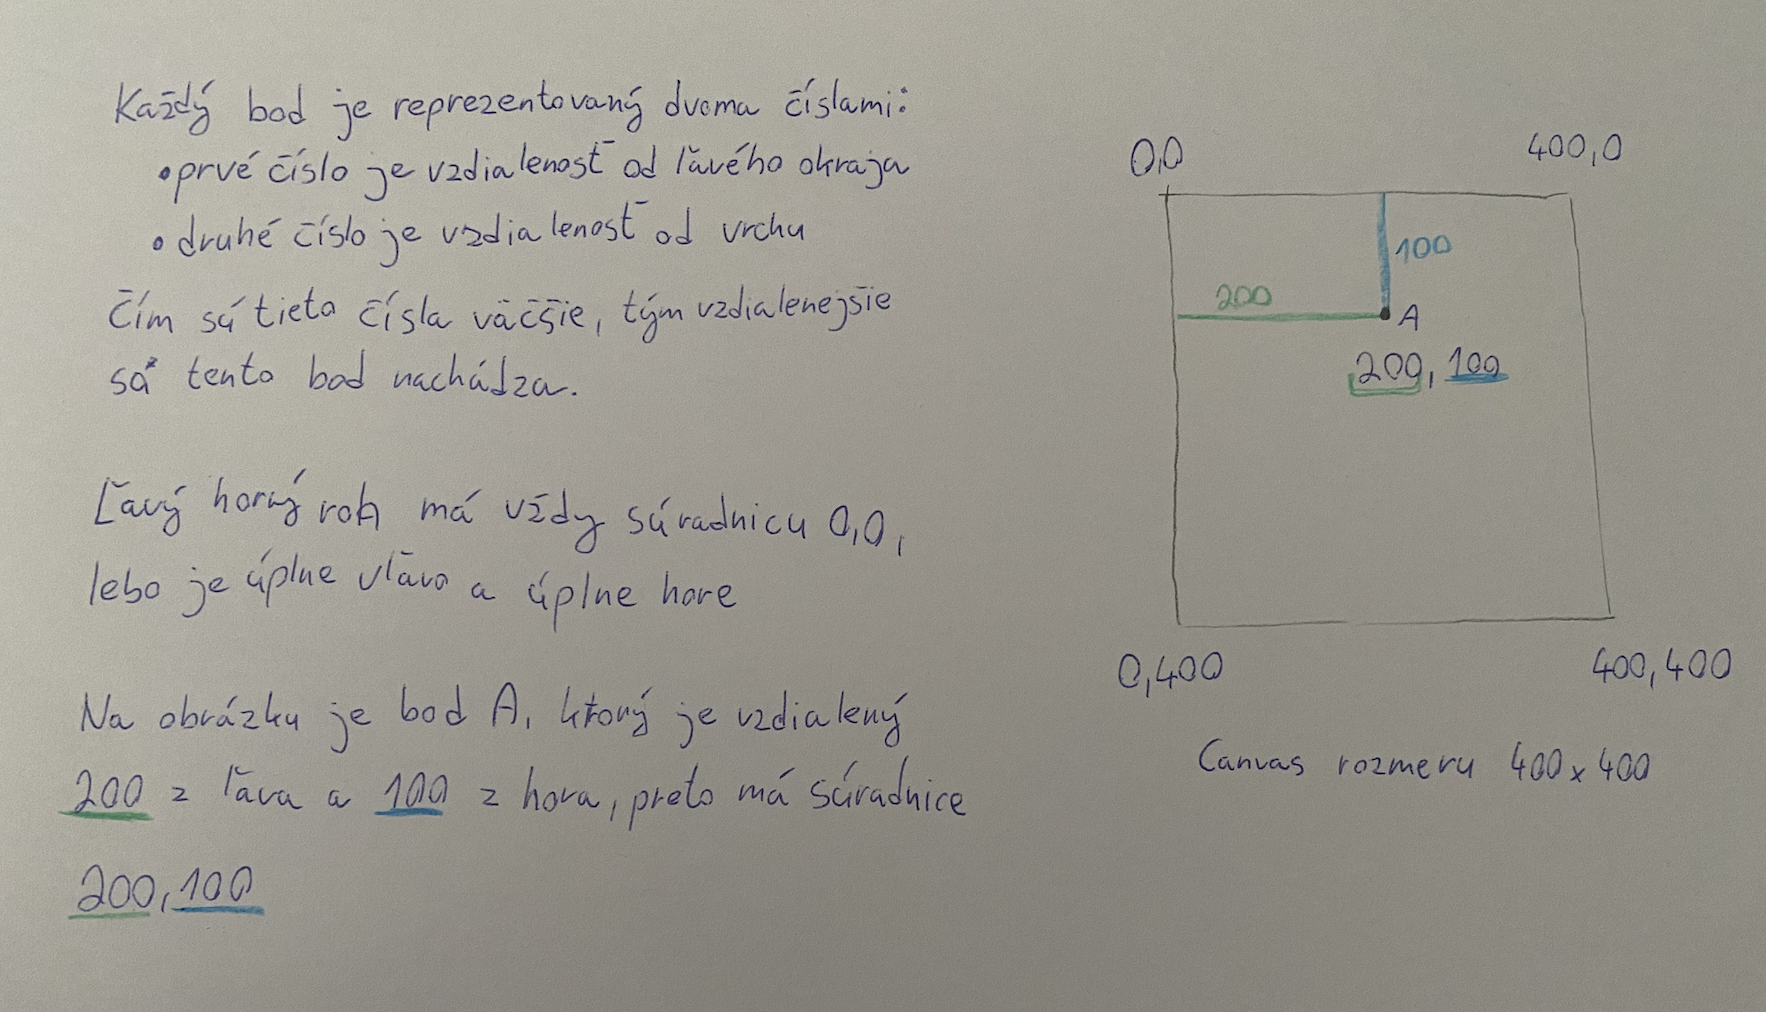 Každý bod je reprezentovaný dvoma číslami:
• prvé číslo je vzdialenosť od ľavého okraja
• druhé číslo je vzdialenosť od vrchu
Čím sú tieto čísla väčšie, tým vzdialenejšie
sa tento bod nachádza.
Ľavý horný roh má vždy súradnicu 0,0,
lebo je úplne vľavo a úplne hore
Na obrázku je bod A, ktorý je vzdialený
200 z ľava a 100 z hora, preto má súradnice
200,100
0,0
400,0
100
200
A
200, 100
0,400
400,400
Canvas rozmeru 400x400